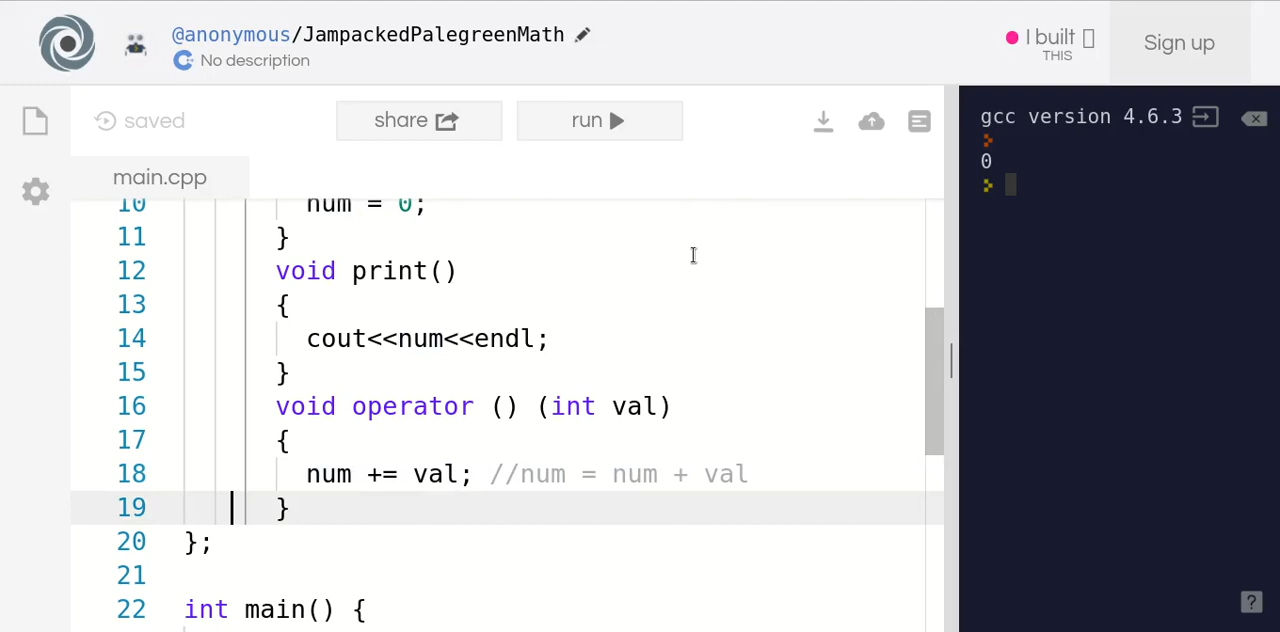 @anonymous/JampackedPalegreenMath
No description
I built
THIS
Sign up
saved
share
run
main.cpp
gcc version 4.6.3
0
10 num = 0;
11 }
12 void print()
13 {
14 cout<<num<<endl;
15 }
16 void operator () (int val)
17 {
18 num += val; //num = num + val
19 }
20 };
21
22 int main() {
?